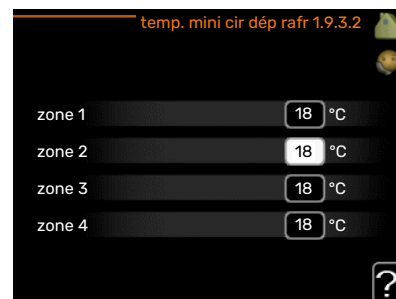 temp. mini cir dép rafr 1.9.3.2
zone 1 18 °C
zone 2 18 °C
zone 3 18 °C
zone 4 18 °C
?